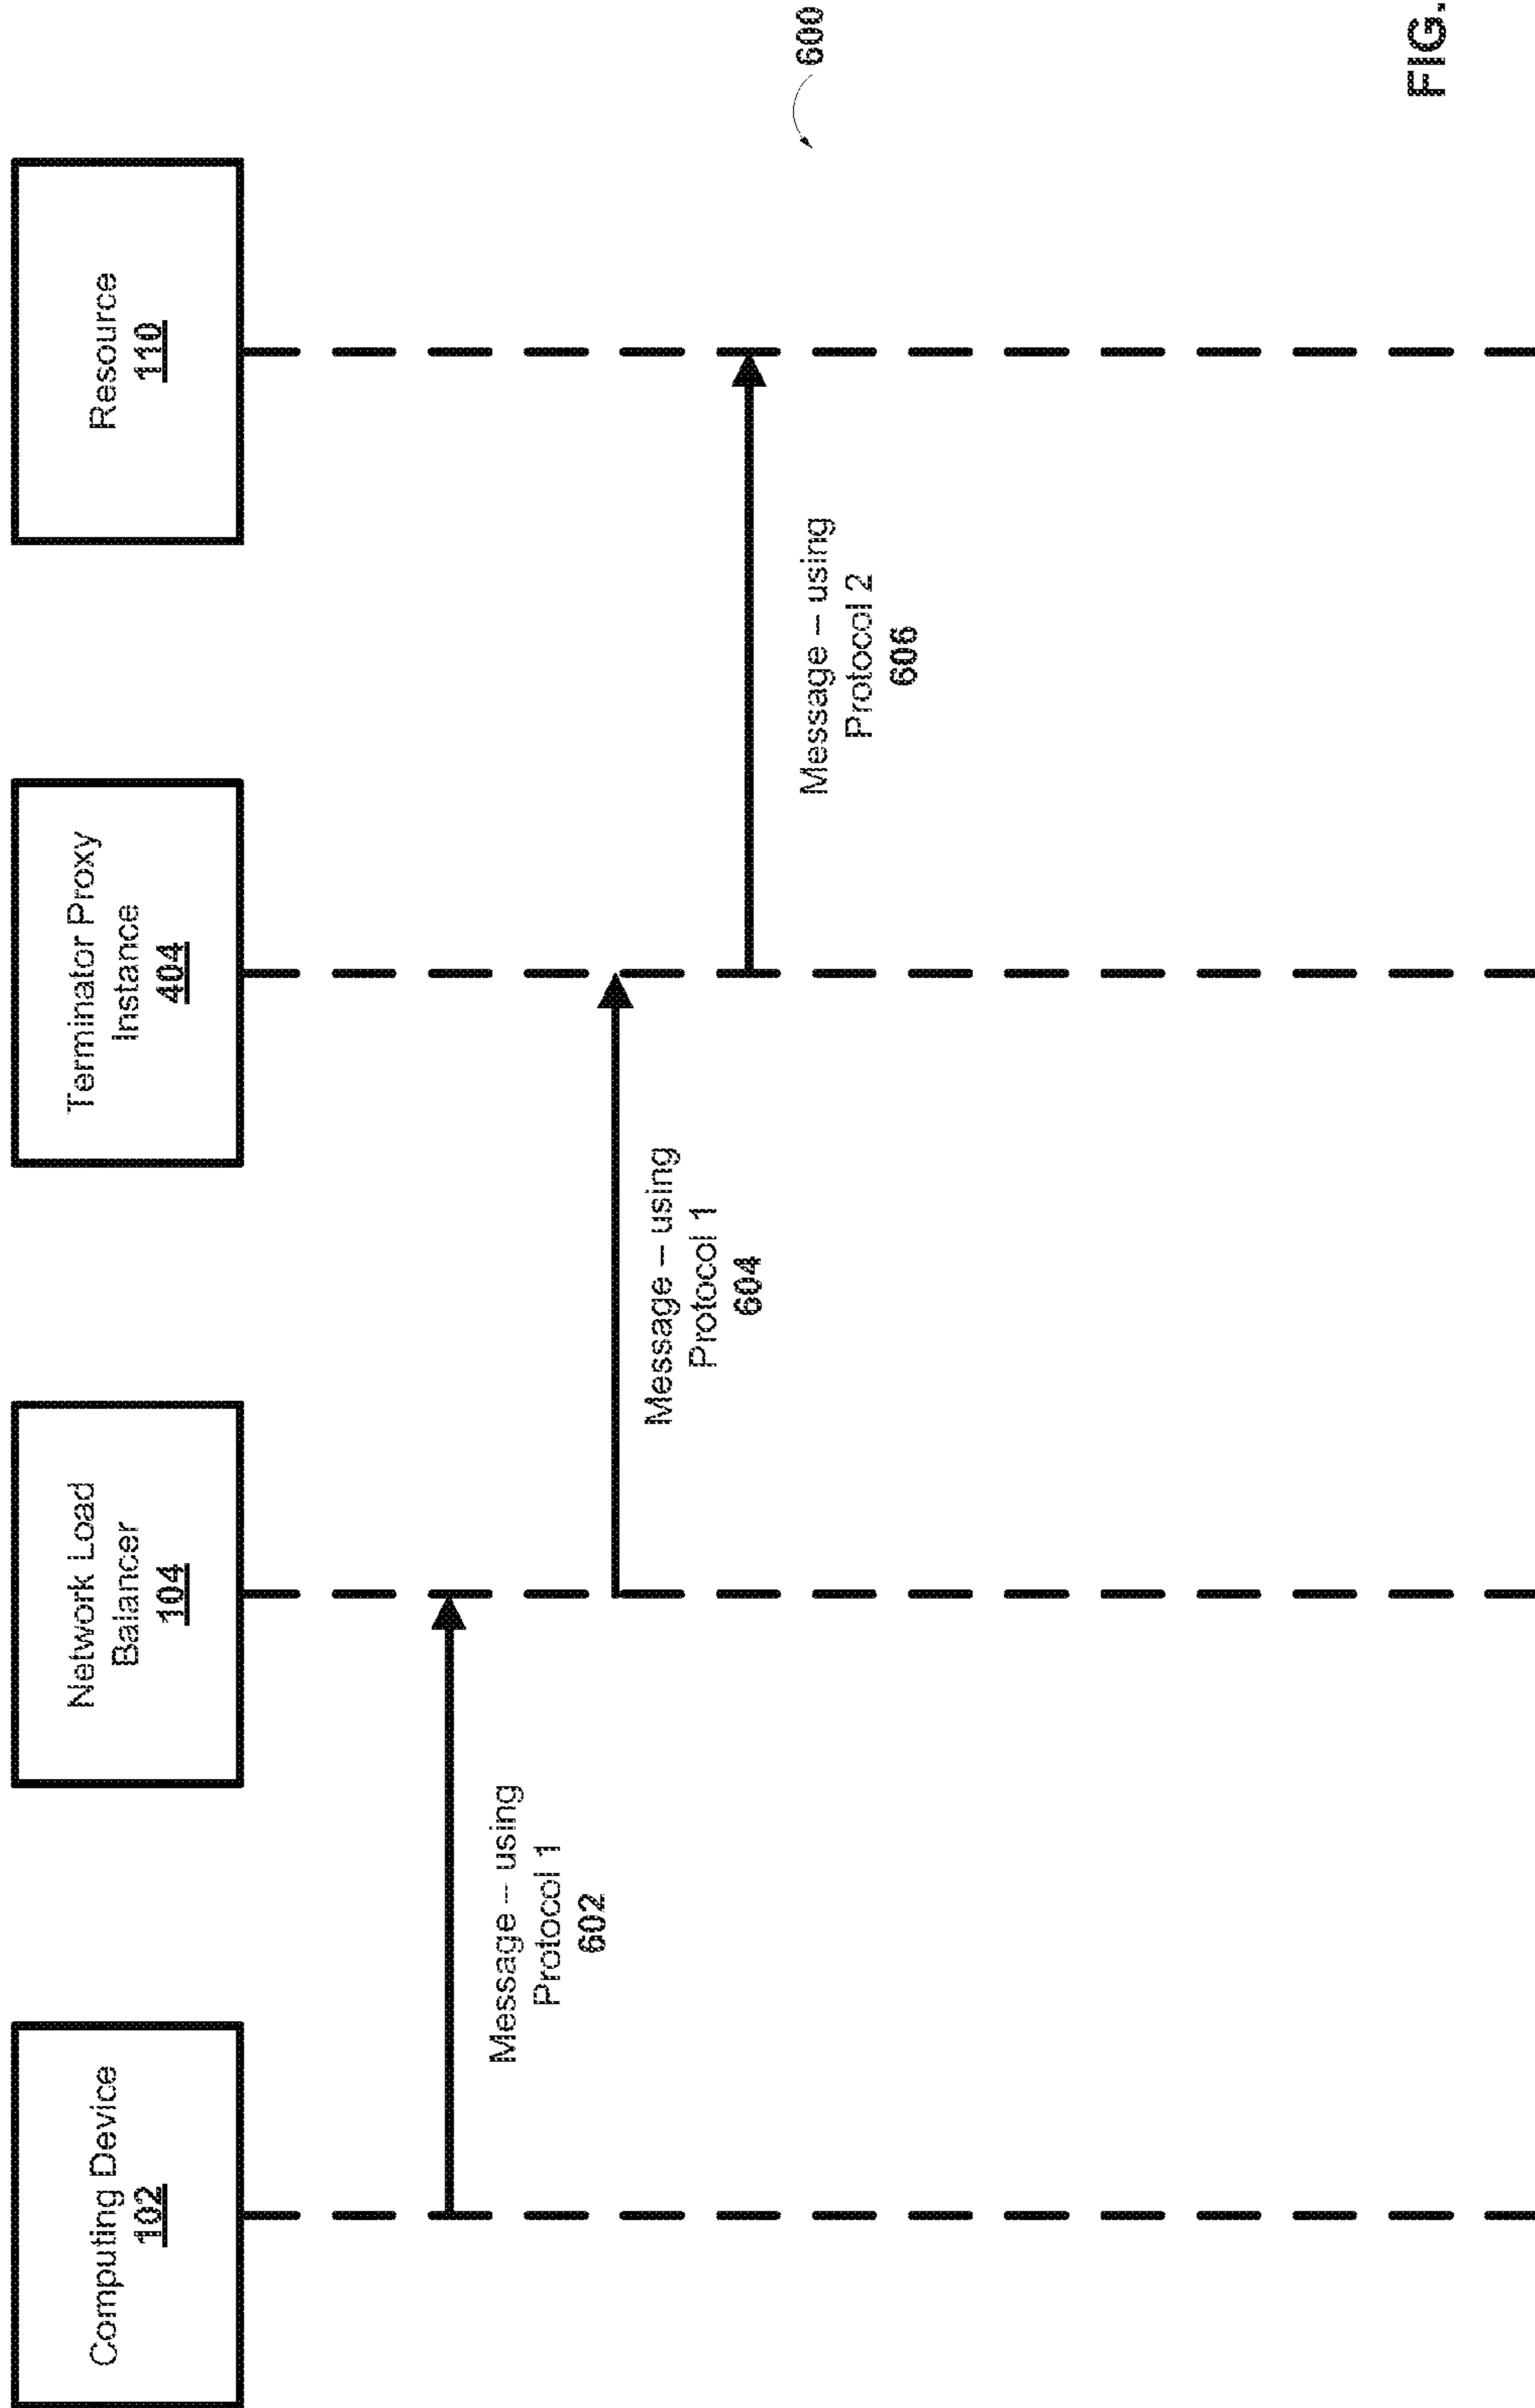 Computing Device
102
Network Load
Balancer
104
Terminator Proxy
Instance
404
Resource
110
Message -- using
Protocol 1
602
Message – using
Protocol 1
604
Message – using
Protocol 2
606
600
FIG.